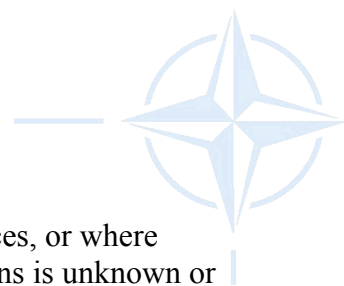 ces, or where
ns is unknown or